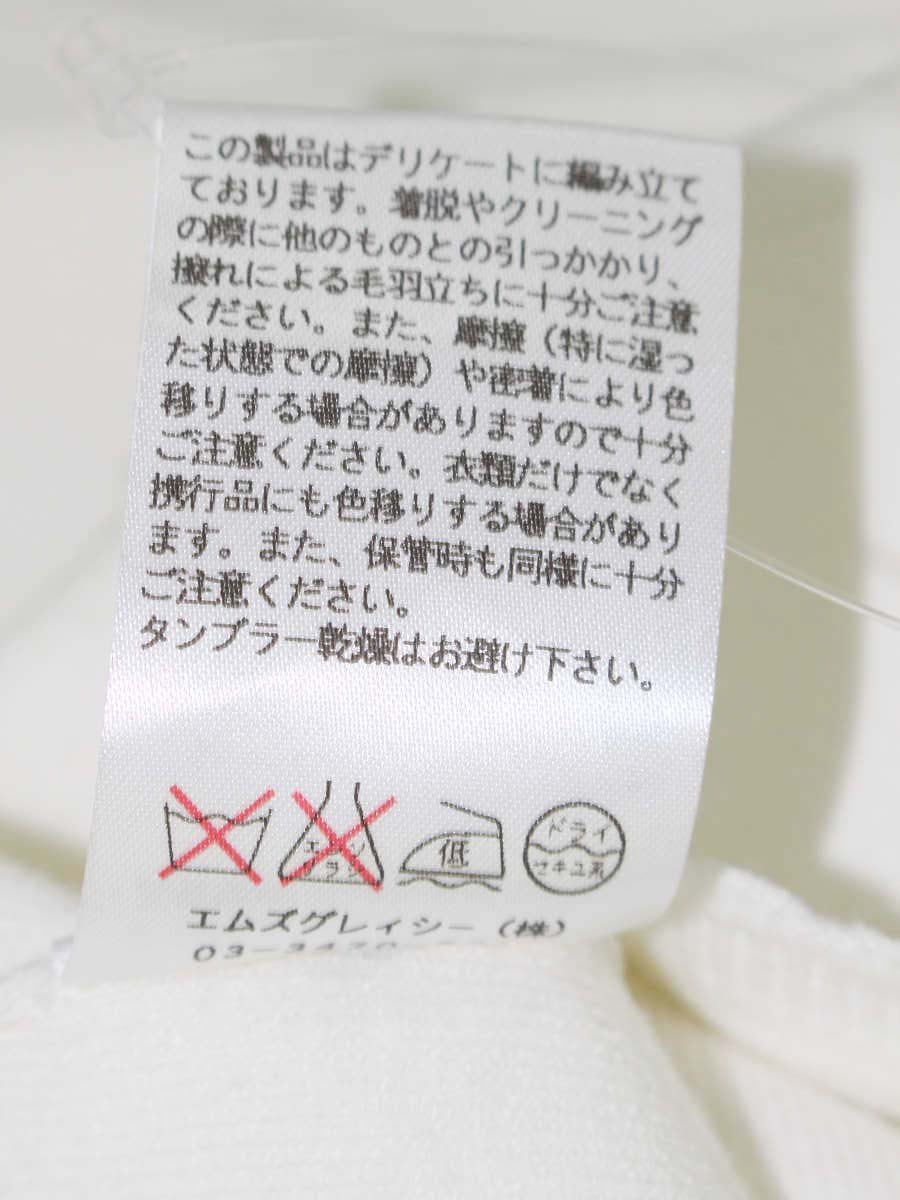 この製品はデリケートに編み立て
ております。着脱やクリーニング
の際に他のものとの引っかかり、
擦れによる毛羽立ちに十分ご注意
ください。また、摩擦（特に湿っ
た状態での摩擦）や密着により色
移りする場合がありますので十分
ご注意ください。衣類だけでなく
携行品にも色移りする場合があり
ます。また、保管時も同様に十分
ご注意ください。
タンブラー乾燥はお避け下さい。
エンソ
サラシ
低
ドライ
セキユ系
エムズグレイシー（株）
03-3470